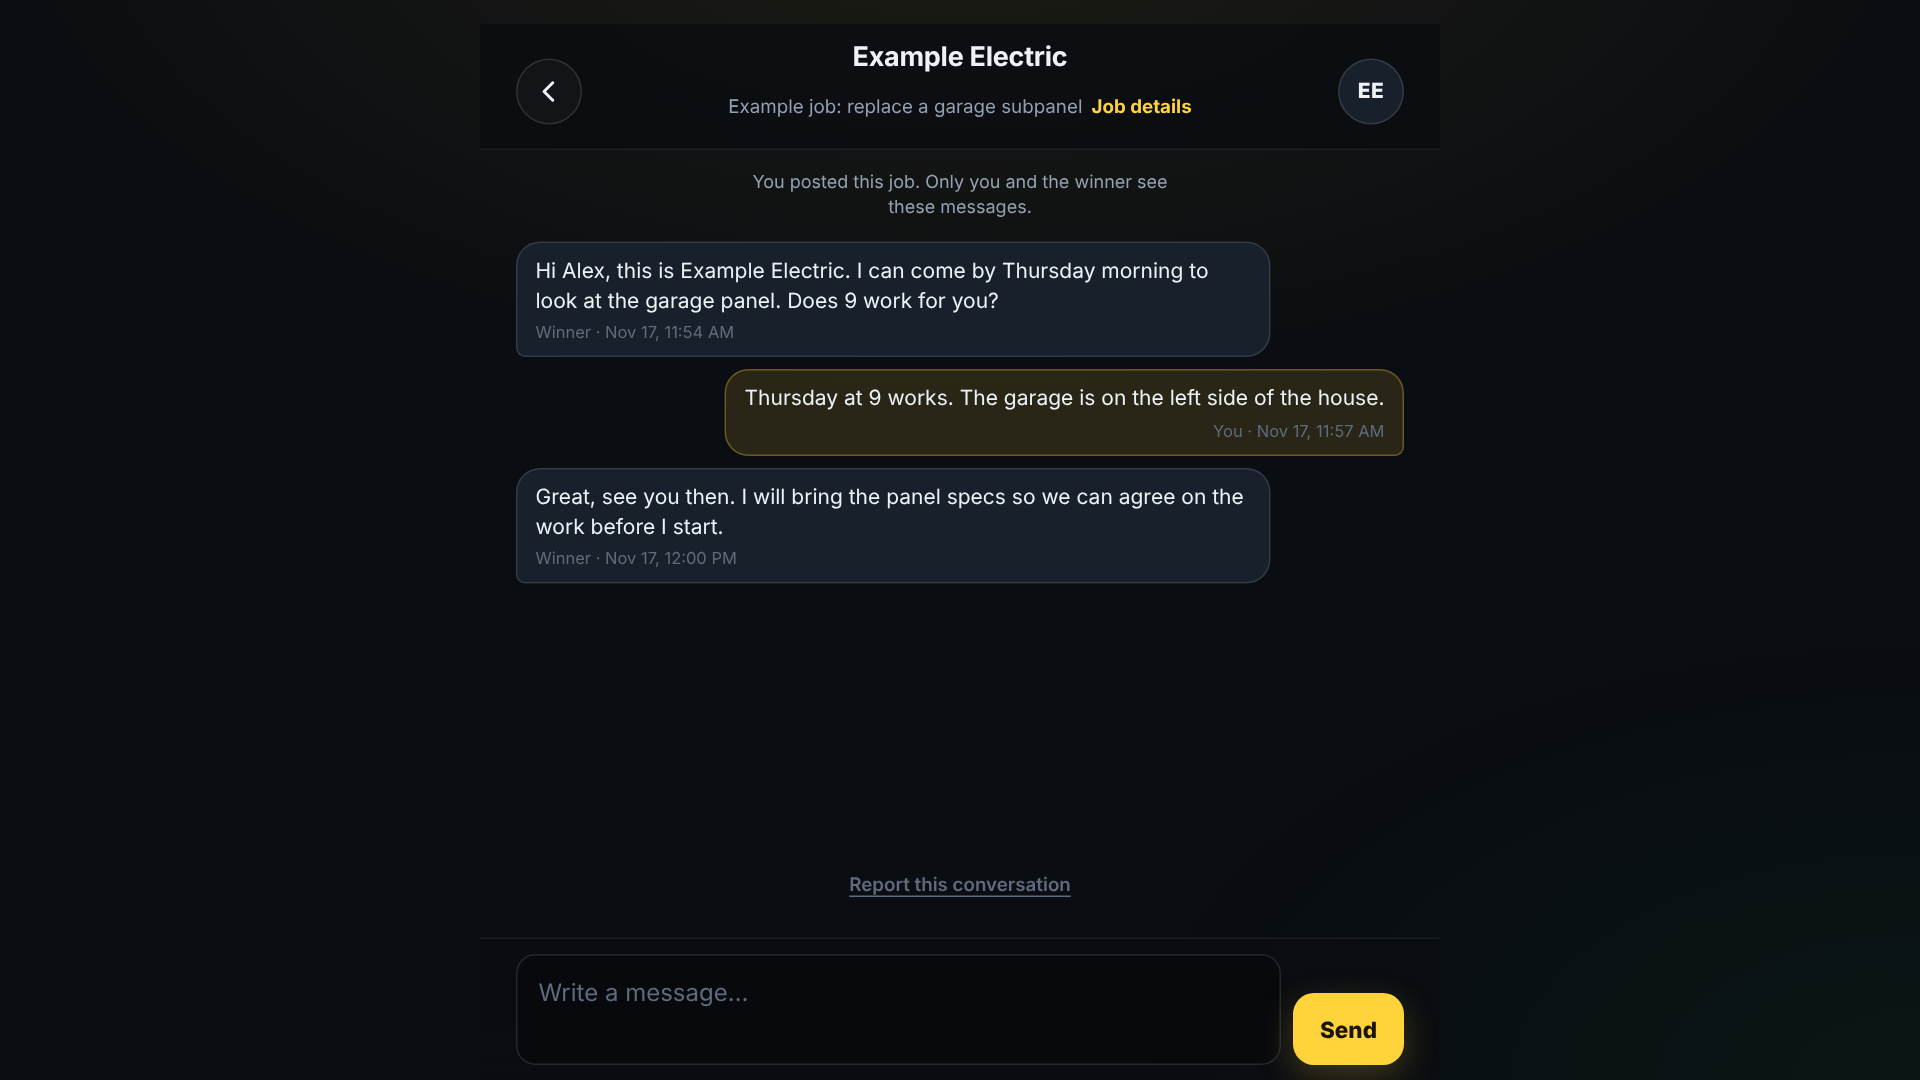 Example Electric
EE
Example job: replace a garage subpanel Job details
You posted this job. Only you and the winner see
these messages.
Hi Alex, this is Example Electric. I can come by Thursday morning to
look at the garage panel. Does 9 work for you?
Winner · Nov 17, 11:54 AM
Thursday at 9 works. The garage is on the left side of the house.
You · Nov 17, 11:57 AM
Great, see you then. I will bring the panel specs so we can agree on the
work before I start.
Winner · Nov 17, 12:00 PM
Report this conversation
Write a message...
Send